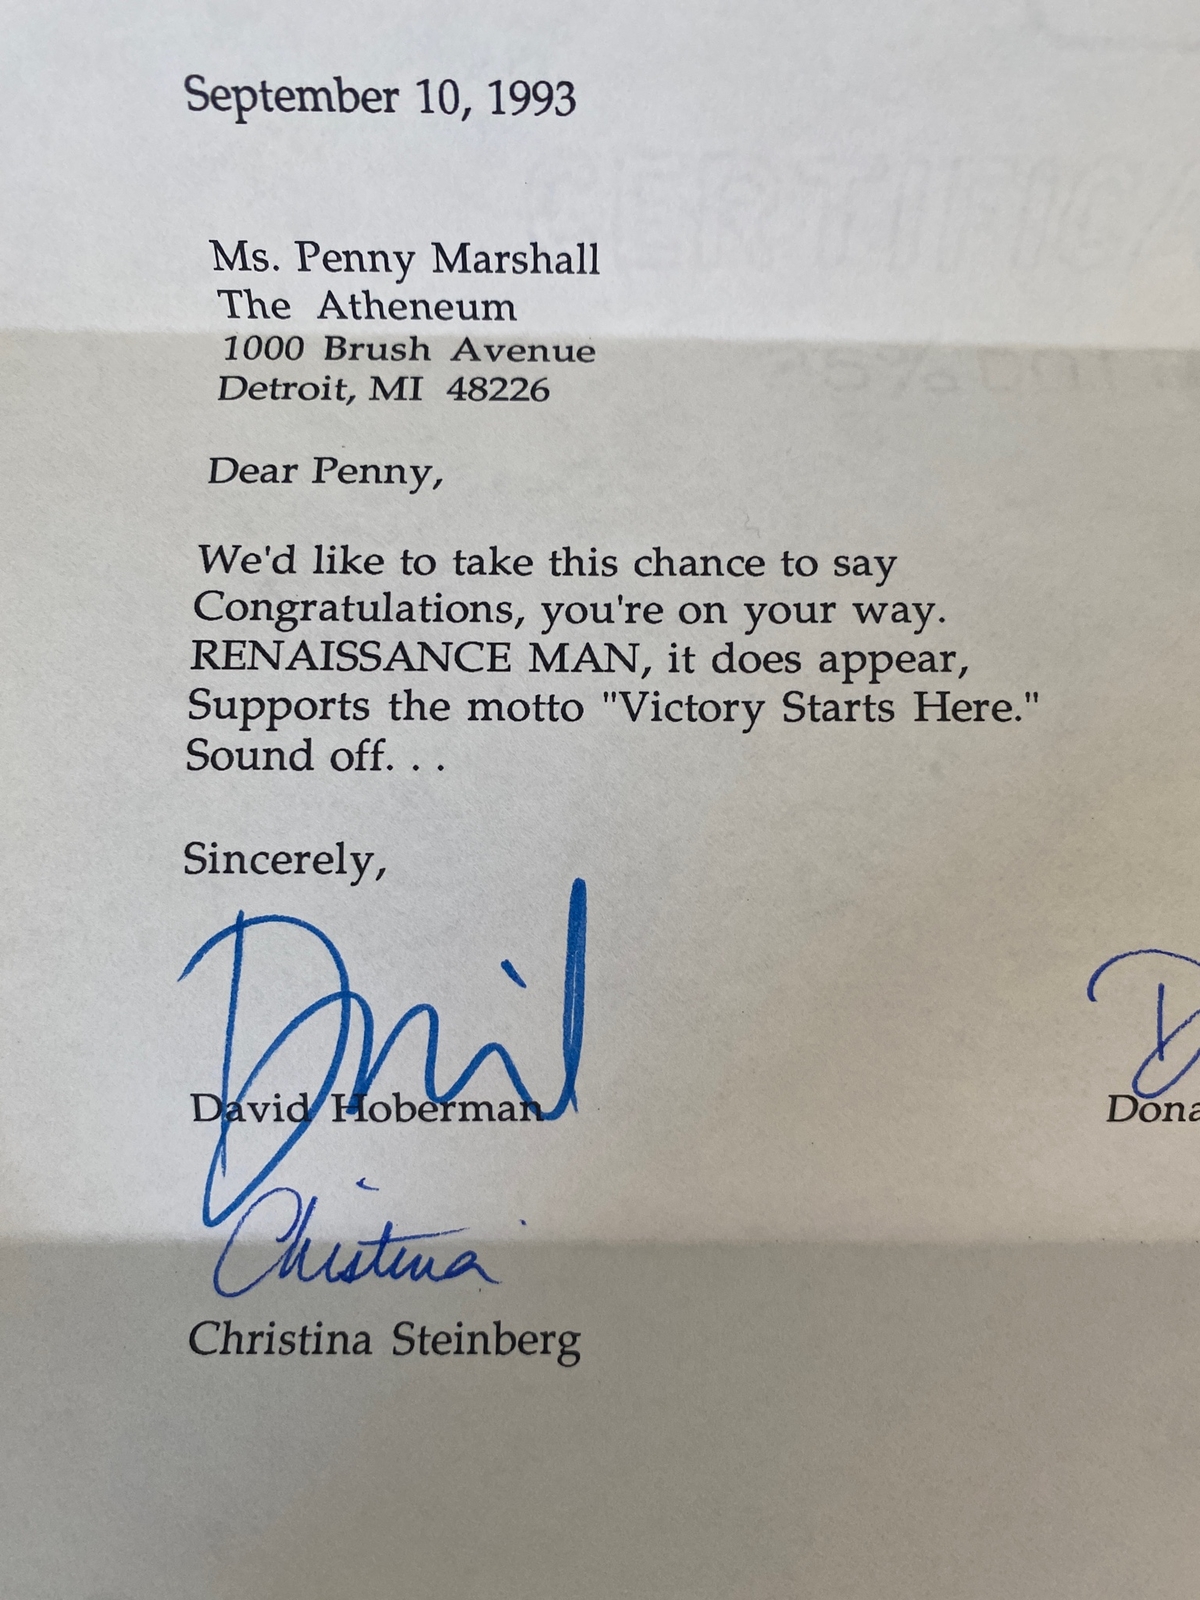 September 10, 1993
Ms. Penny Marshall
The Atheneum
1000 Brush Avenue
Detroit, MI 48226
Dear Penny,
We'd like to take this chance to say
Congratulations, you're on your way.
RENAISSANCE MAN, it does appear,
Supports the motto "Victory Starts Here."
Sound off. . .
Sincerely,
David
David Hoberman
Christina
Christina Steinberg